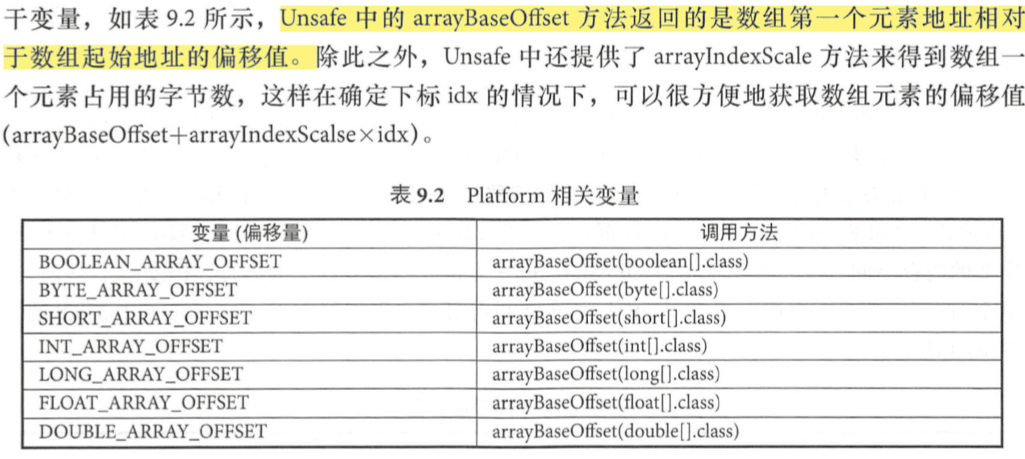 干变量，如表 9.2 所示，Unsafe 中的 arrayBaseOffset 方法返回的是数组第一个元素地址相对
于数组起始地址的偏移值。除此之外，Unsafe 中还提供了 arrayIndexScale 方法来得到数组一
个元素占用的字节数，这样在确定下标 idx 的情况下，可以很方便地获取数组元素的偏移值
(arrayBaseOffset+arrayIndexScalse×idx)。
表 9.2 Platform 相关变量
变量 (偏移量) 调用方法
BOOLEAN_ARRAY_OFFSET arrayBaseOffset(boolean[].class)
BYTE_ARRAY_OFFSET arrayBaseOffset(byte[].class)
SHORT_ARRAY_OFFSET arrayBaseOffset(short[].class)
INT_ARRAY_OFFSET arrayBaseOffset(int[].class)
LONG_ARRAY_OFFSET arrayBaseOffset(long[].class)
FLOAT_ARRAY_OFFSET arrayBaseOffset(float[].class)
DOUBLE_ARRAY_OFFSET arrayBaseOffset(double[].class)